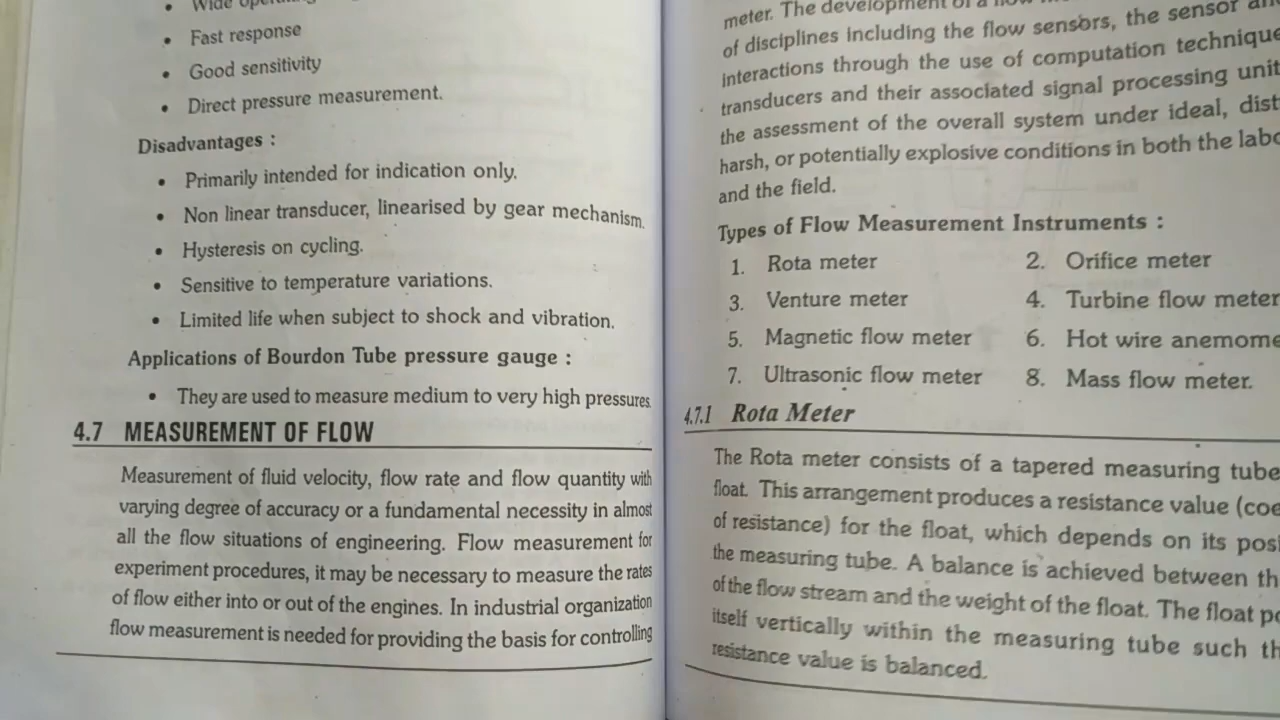 • Wide
• Fast response
• Good sensitivity
• Direct pressure measurement.
Disadvantages :
• Primarily intended for indication only.
• Non linear transducer, linearised by gear mechanism.
• Hysteresis on cycling.
• Sensitive to temperature variations.
• Limited life when subject to shock and vibration.
Applications of Bourdon Tube pressure gauge :
• They are used to measure medium to very high pressures.
4.7 MEASUREMENT OF FLOW
Measurement of fluid velocity, flow rate and flow quantity with
varying degree of accuracy or a fundamental necessity in almost
all the flow situations of engineering. Flow measurement for
experiment procedures, it may be necessary to measure the rates
of flow either into or out of the engines. In industrial organization
flow measurement is needed for providing the basis for controlling
meter. The development of a
of disciplines including the flow sensors, the sensor
interactions through the use of computation
transducers and their associated signal processing
the assessment of the overall system under ideal,
harsh, or potentially explosive conditions in both the
and the field.
Types of Flow Measurement Instruments :
1. Rota meter 2. Orifice meter
3. Venture meter 4. Turbine flow meter
5. Magnetic flow meter 6. Hot wire
7. Ultrasonic flow meter 8. Mass flow meter.
4.7.1 Rota Meter
The Rota meter consists of a tapered measuring tube
float. This arrangement produces a resistance value
of resistance) for the float, which depends on its
the measuring tube. A balance is achieved between
of the flow stream and the weight of the float. The float
itself vertically within the measuring tube such
resistance value is balanced.